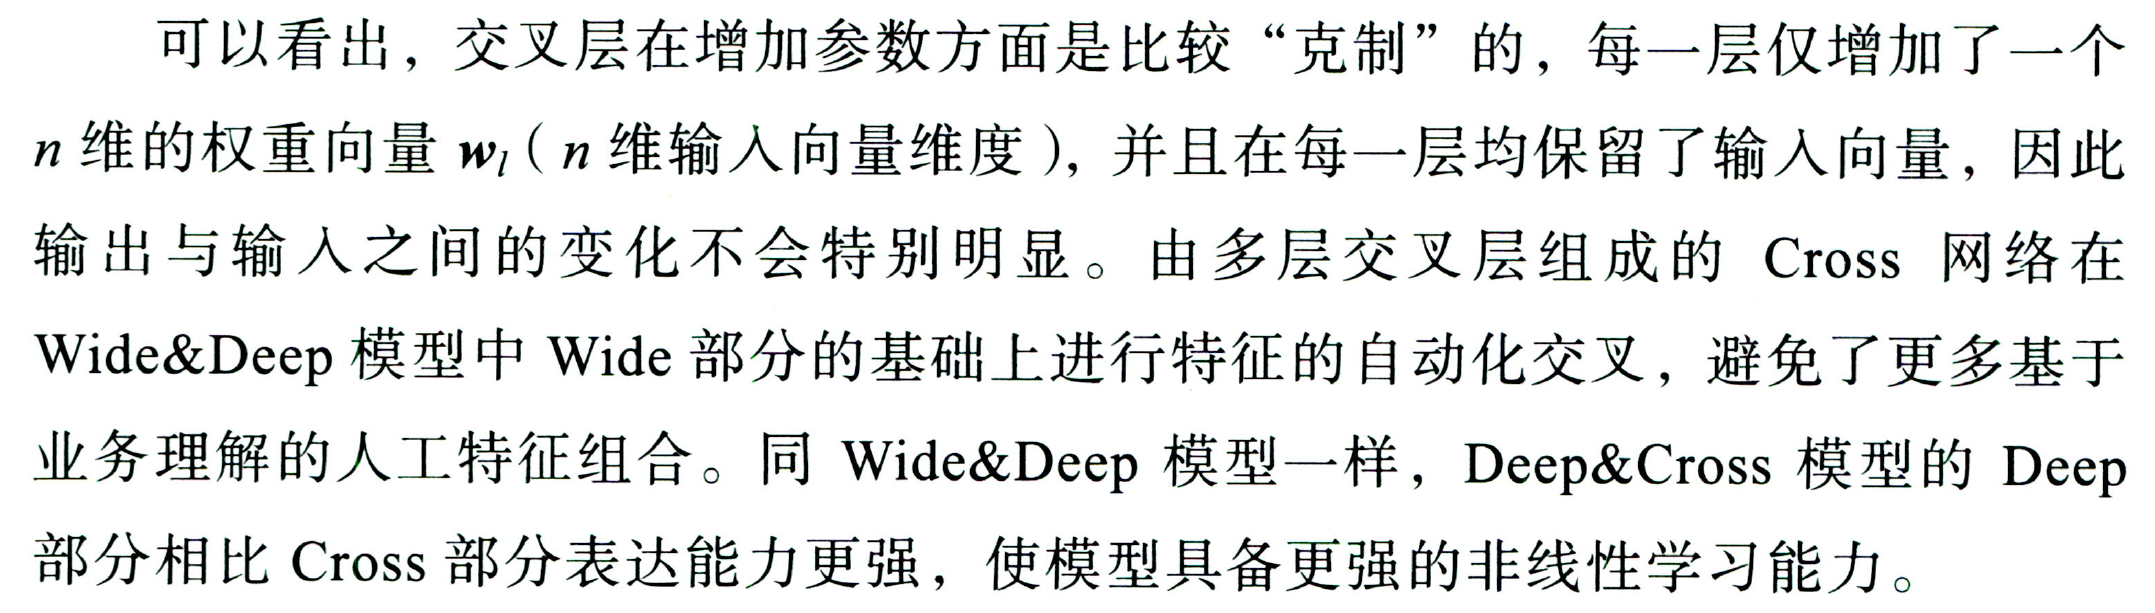 可以看出，交叉层在增加参数方面是比较“克制”的，每一层仅增加了一个
n 维的权重向量 wl（ n 维输入向量维度），并且在每一层均保留了输入向量，因此
输出与输入之间的变化不会特别明显。由多层交叉层组成的 Cross 网络在
Wide&Deep 模型中 Wide 部分的基础上进行特征的自动化交叉，避免了更多基于
业务理解的人工特征组合。同 Wide&Deep 模型一样，Deep&Cross 模型的 Deep
部分相比 Cross 部分表达能力更强，使模型具备更强的非线性学习能力。